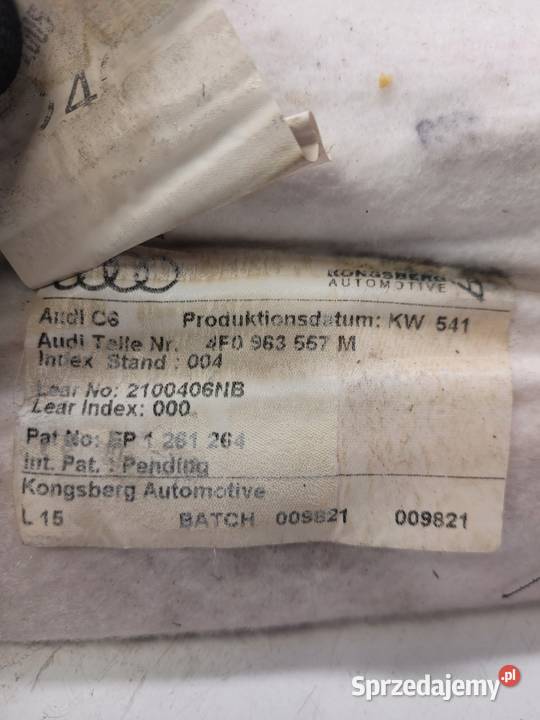 KONGSBERG
AUTOMOTIVE
Audi C6 Produktionsdatum: KW 541
Audi Teile Nr. 4F0 963 557 M
Index Stand : 004
Lear No: 2100406NB
Lear Index: 000
Pat No: EP 1 261 264
Int. Pat. : Pending
Kongsberg Automotive
L 15 BATCH 009821 009821
Sprzedajemy.pl